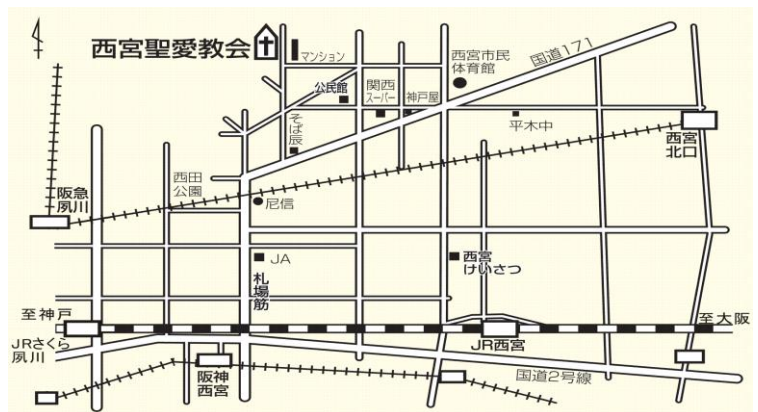 西宮聖愛教会
マンション
西宮市民
体育館
国道171
公民館
関西
スーパー
神戸屋
そば辰
平木中
西宮
北口
西田
公園
阪急
夙川
尼信
JA
札場筋
西宮
けいさつ
至神戸
至大阪
JRさくら
夙川
JR西宮
阪神
西宮
国道2号線